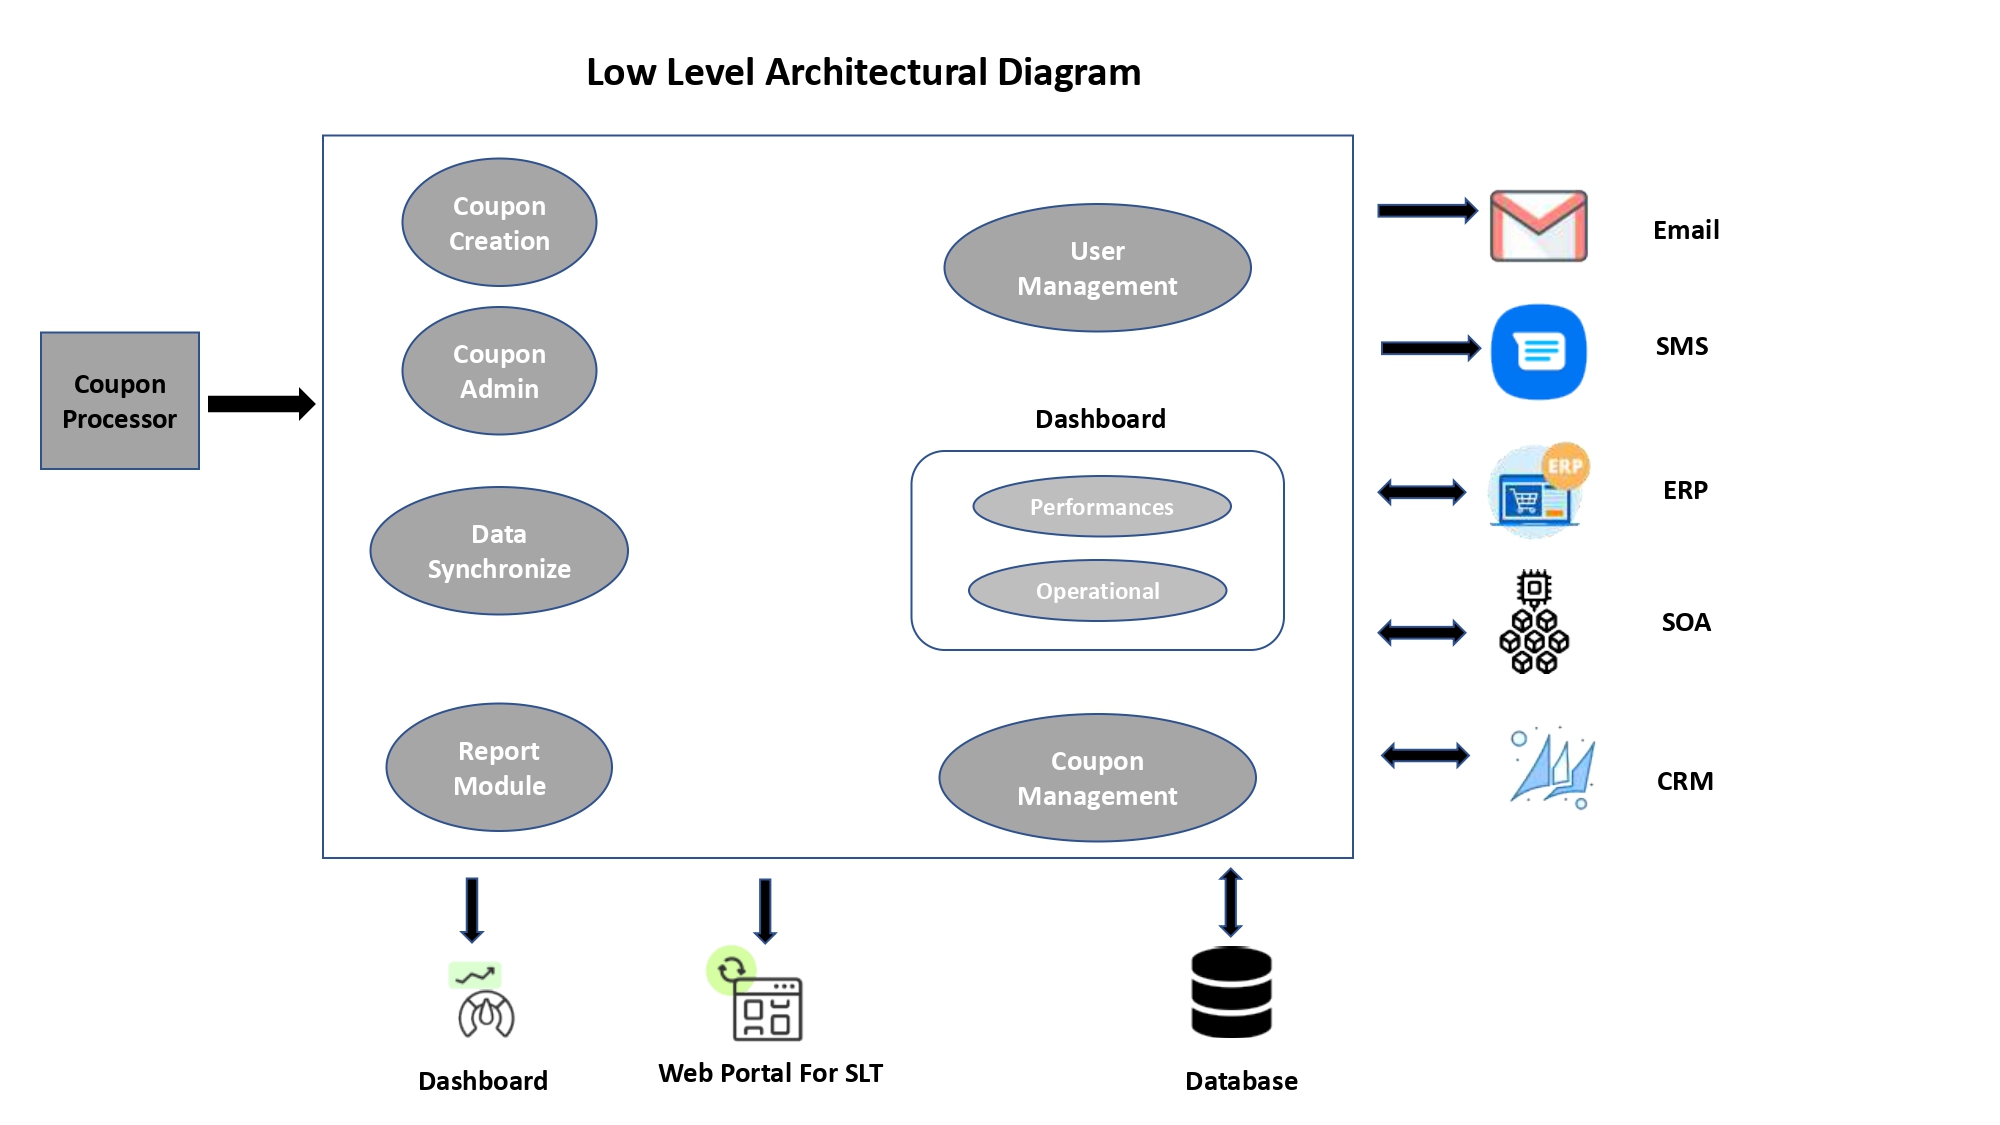 Low Level Architectural Diagram
Coupon
Processor
Coupon
Creation
Coupon
Admin
Data
Synchronize
Report
Module
User
Management
Dashboard
Performances
Operational
Coupon
Management
Email
SMS
ERP
ERP
SOA
CRM
Dashboard
Web Portal For SLT
Database